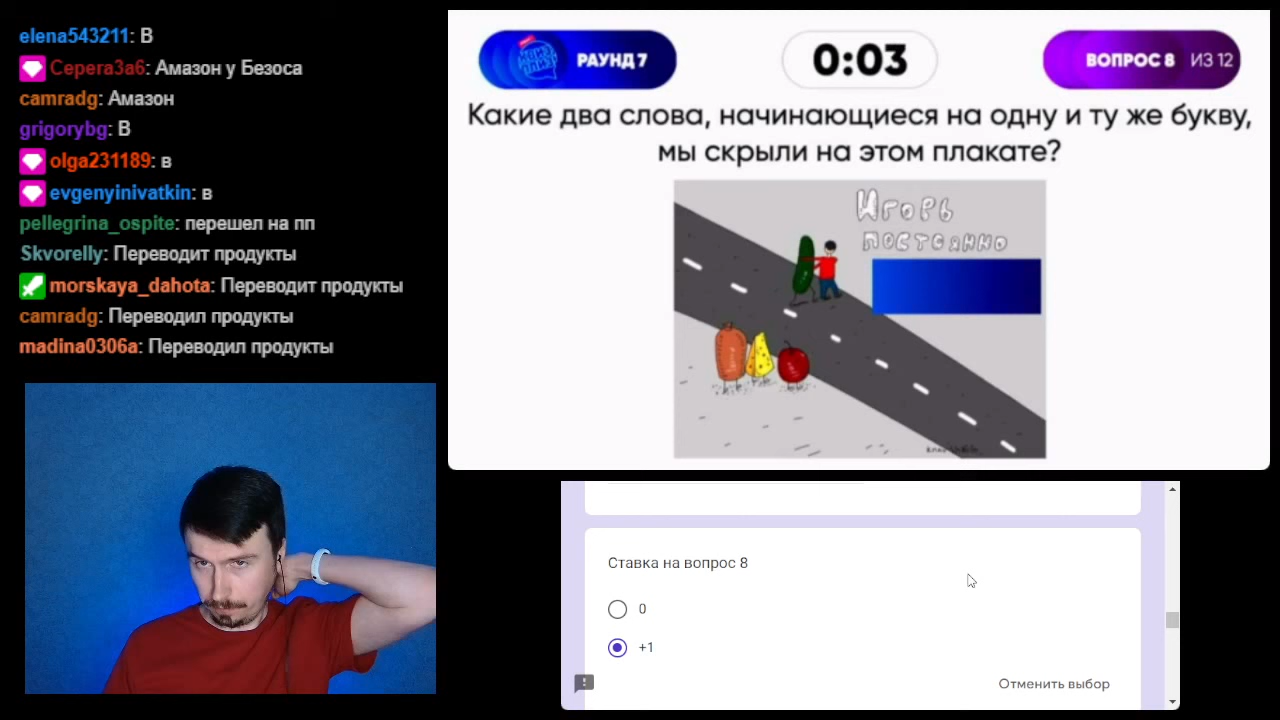 elena543211: В
Cepera3a6: Амазон у Безоса
camradg: Амазон
grigorybg: В
olga231189: в
evgenyinivatkin: в
pellegrina_ospite: перешел на пп
Skvorelly: Переводит продукты
morskaya_dahota: Переводит продукты
camradg: Переводил продукты
madina0306a: Переводил продукты
РАУНД 7
0:03
ВОПРОС 8 ИЗ 12
Какие два слова, начинающиеся на одну и ту же букву,
мы скрыли на этом плакате?
Игорь
постоянно
Ставка на вопрос 8
0
+1
Отменить выбор